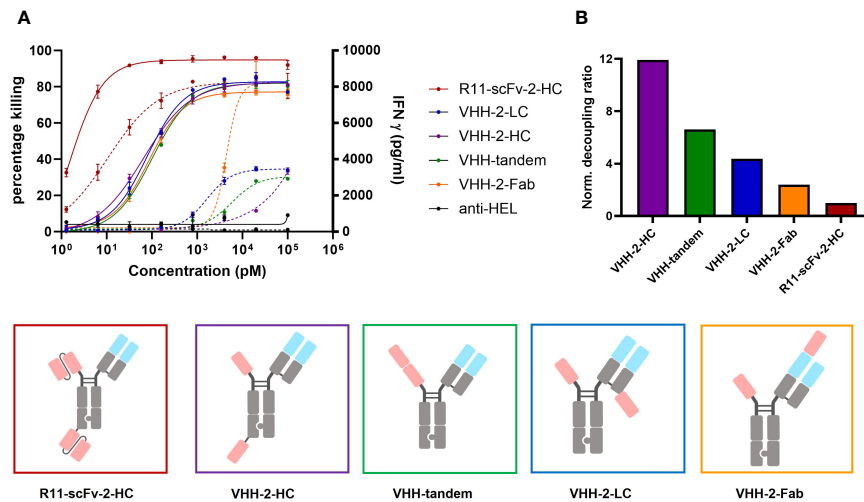 A
B
100
80
60
40
20
0
percentage killing
10⁰ 10¹ 10² 10³ 10⁴ 10⁵ 10⁶
Concentration (pM)
10000
8000
6000
4000
2000
0
IFN γ (pg/ml)
R11-scFv-2-HC
VHH-2-LC
VHH-2-HC
VHH-tandem
VHH-2-Fab
anti-HEL
Norm. decoupling ratio
12
8
4
0
VHH-2-HC
VHH-tandem
VHH-2-LC
VHH-2-Fab
R11-scFv-2-HC
R11-scFv-2-HC
VHH-2-HC
VHH-tandem
VHH-2-LC
VHH-2-Fab